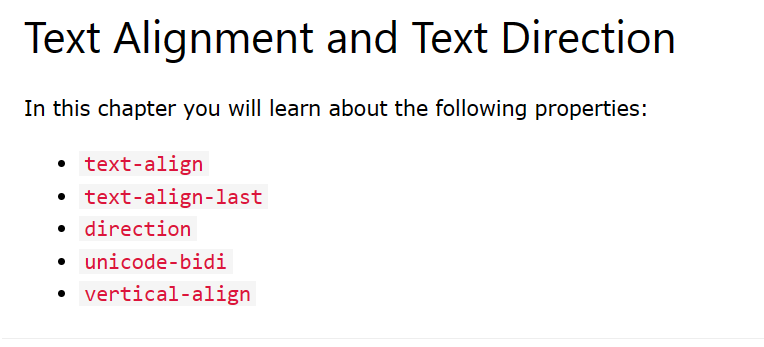 Text Alignment and Text Direction
In this chapter you will learn about the following properties:
text-align
text-align-last
direction
unicode-bidi
vertical-align